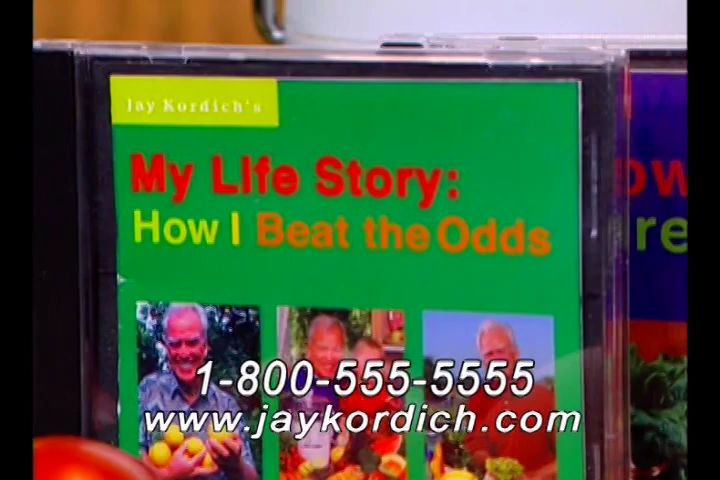 Jay Kordich's
My Life Story:
How I Beat the Odds
1-800-555-5555
www.jaykordich.com